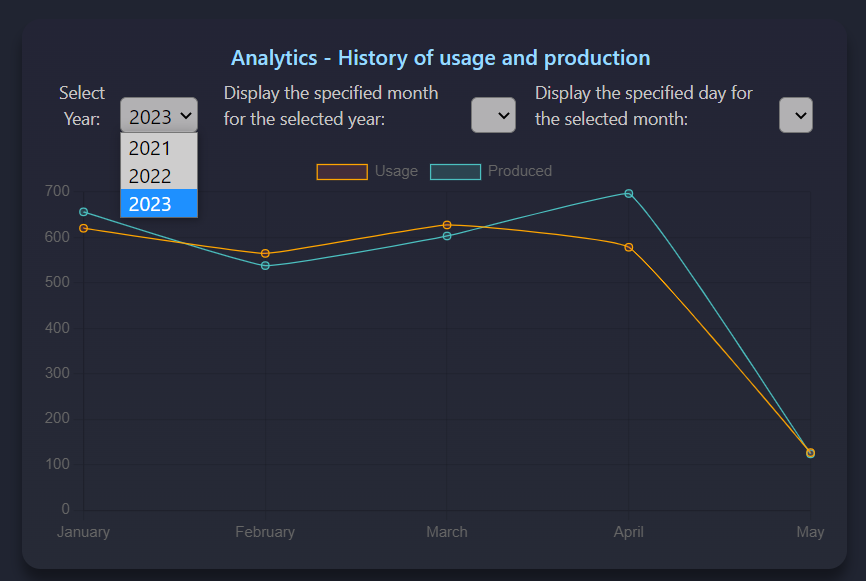 Analytics - History of usage and production
Select
Year:
2023
2021
2022
2023
Display the specified month
for the selected year:
Display the specified day for
the selected month:
Usage
Produced
700
600
500
400
300
200
100
0
January
February
March
April
May